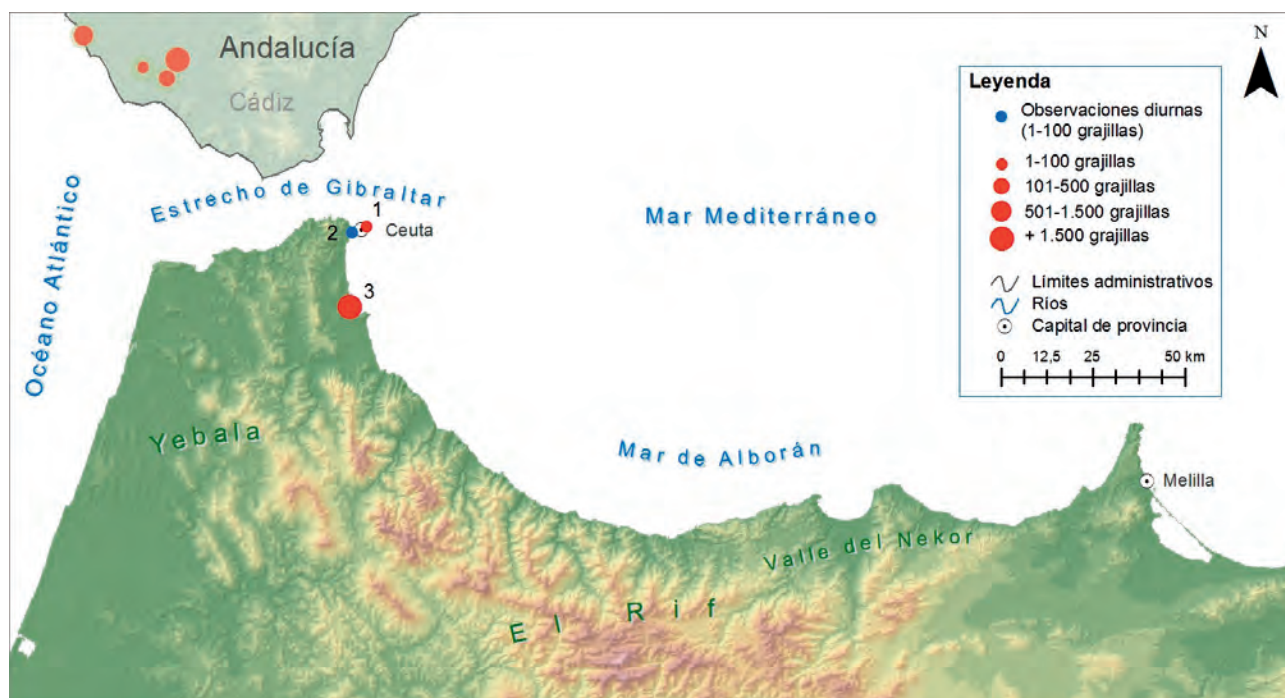 Andalucía
Cádiz
N
Leyenda
Observaciones diurnas
(1-100 grajillas)
1-100 grajillas
101-500 grajillas
501-1.500 grajillas
+ 1.500 grajillas
Límites administrativos
Ríos
Capital de provincia
0 12,5 25 50 km
Océano Atlántico
Estrecho de Gibraltar
Mar Mediterráneo
1
2
Ceuta
3
Yebala
Mar de Alborán
Melilla
Valle del Nekor
El Rif